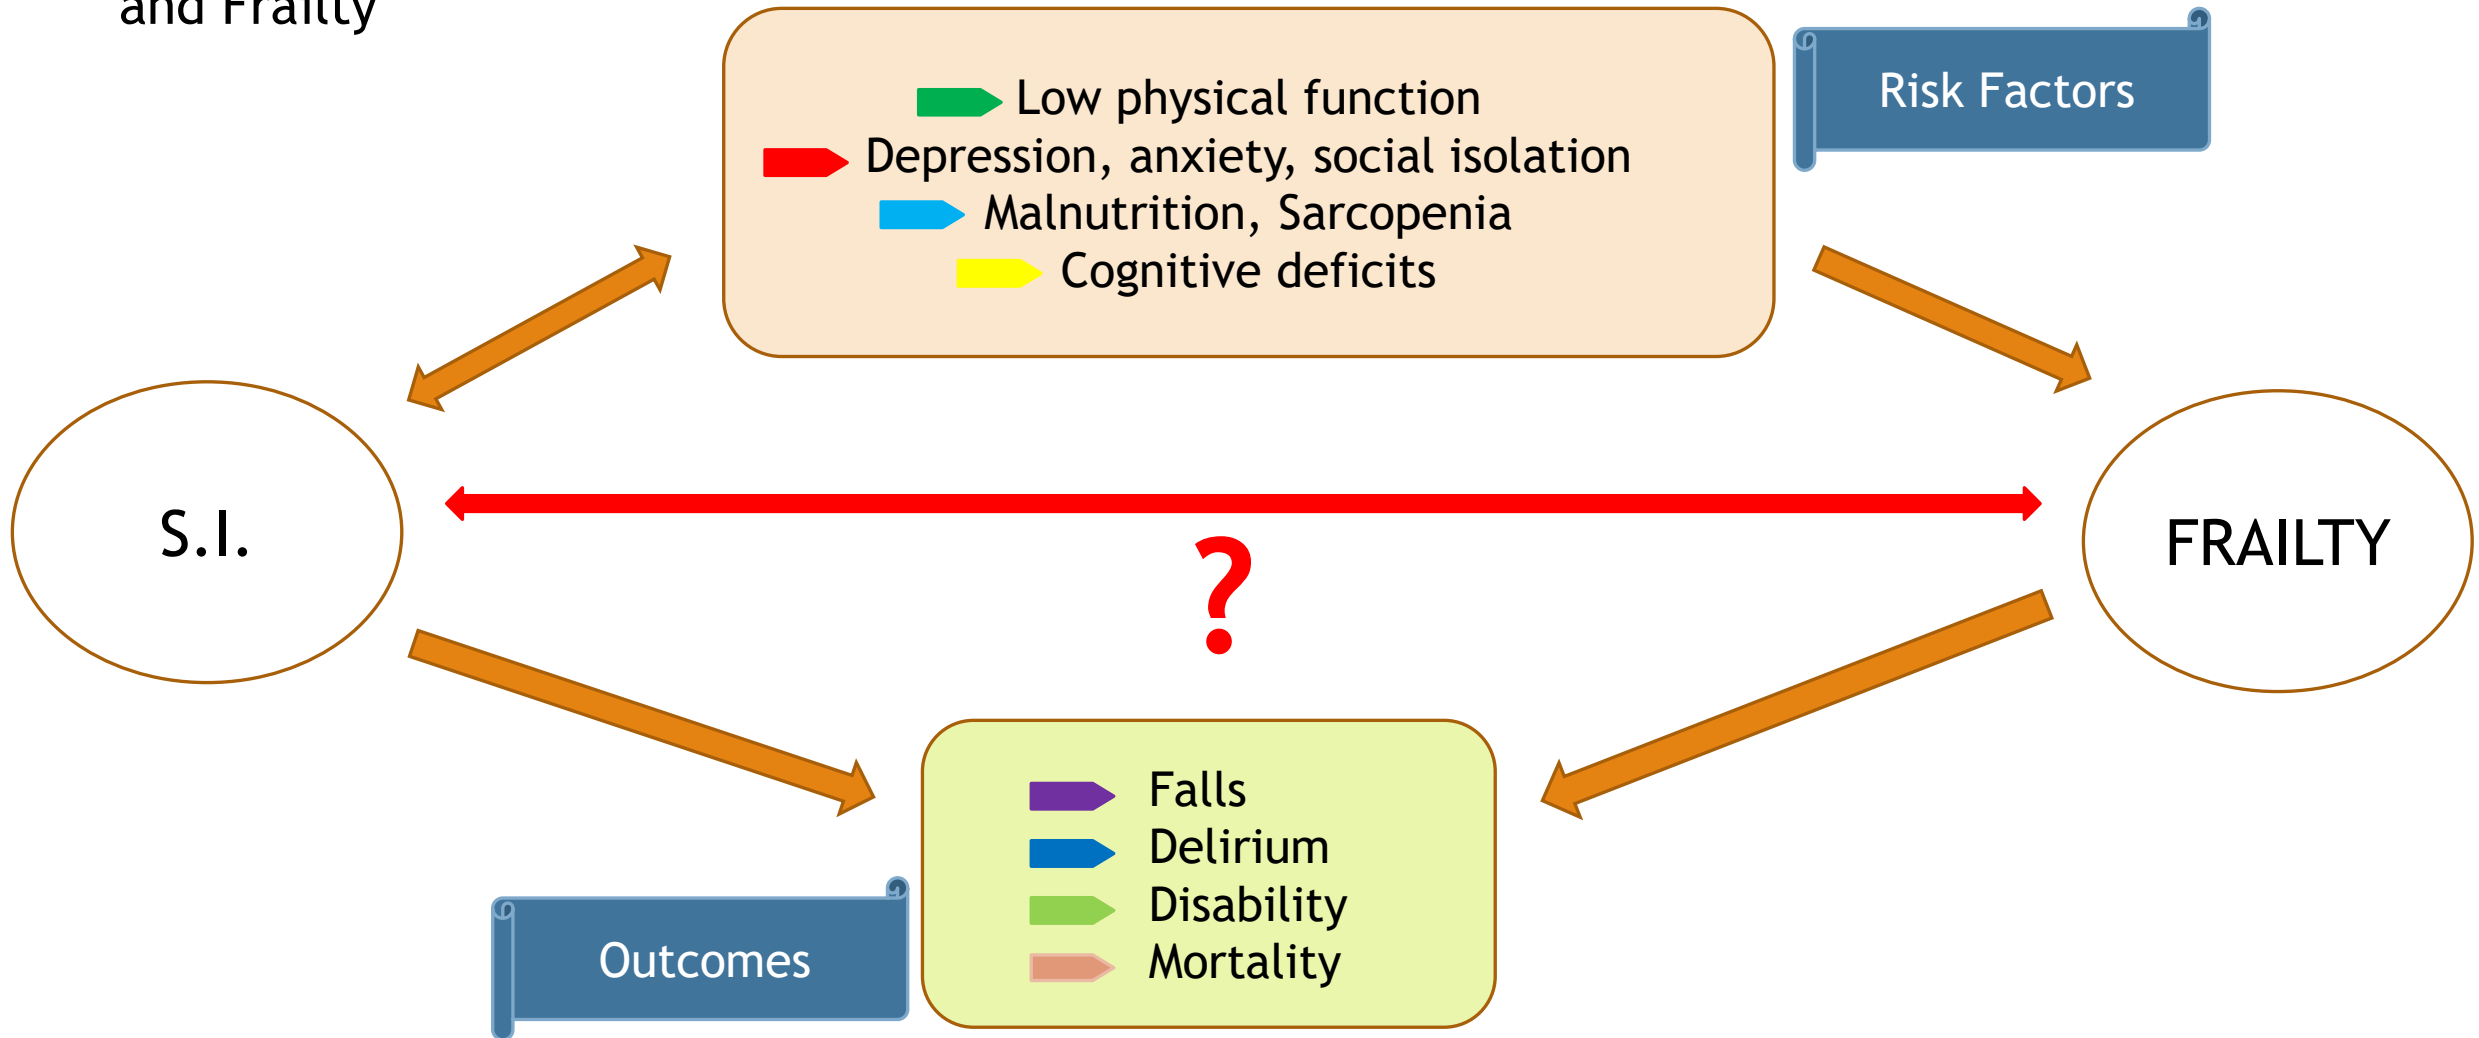 and Frailty
Low physical function
Depression, anxiety, social isolation
Malnutrition, Sarcopenia
Cognitive deficits
Risk Factors
S.I.
FRAILTY
?
Falls
Delirium
Disability
Mortality
Outcomes